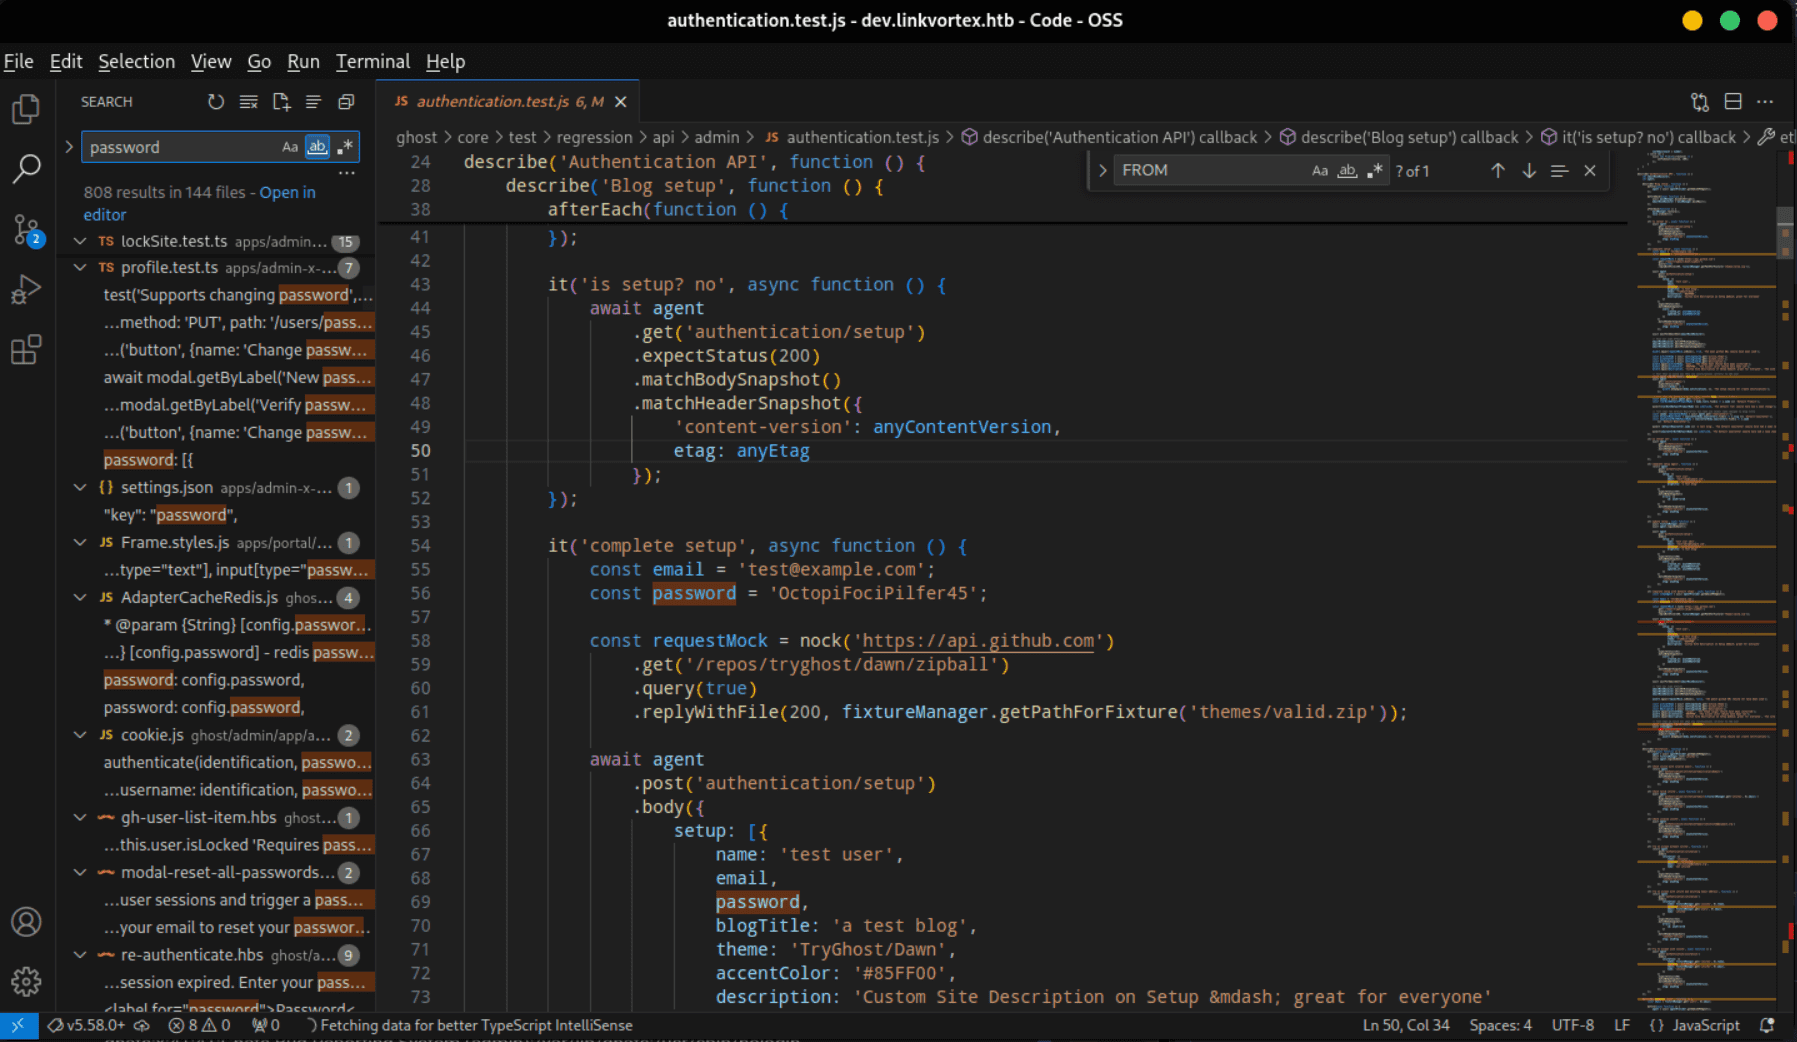 authentication.test.js - dev.linkvortex.htb - Code - OSS
File Edit Selection View Go Run Terminal Help
SEARCH
password
Aa ab .*
808 results in 144 files - Open in
editor
TS lockSite.test.ts apps/admin... 15
TS profile.test.ts apps/admin-x-... 7
test('Supports changing password',...
...method: 'PUT', path: '/users/pass...
...('button', {name: 'Change passw...
await modal.getByLabel('New pass...
...modal.getByLabel('Verify passw...
...('button', {name: 'Change passw...
password: [{
{} settings.json apps/admin-x-... 1
"key": "password",
JS Frame.styles.js apps/portal/... 1
...type="text"], input[type="passw...
JS AdapterCacheRedis.js ghos... 4
* @param {String} [config.passwor...
...} [config.password] - redis passw...
password: config.password,
password: config.password,
JS cookie.js ghost/admin/app/a... 2
authenticate(identification, passwo...
...username: identification, passwo...
gh-user-list-item.hbs ghost... 1
...this.user.isLocked 'Requires pass...
modal-reset-all-passwords... 2
...user sessions and trigger a pass...
...your email to reset your passwor...
re-authenticate.hbs ghost/a... 9
...session expired. Enter your pass...
<label for="password">Password<
2
JS authentication.test.js 6, M
ghost > core > test > regression > api > admin > JS authentication.test.js > describe('Authentication API') callback > describe('Blog setup') callback > it('is setup? no') callback > et
FROM Aa ab .* ? of 1
24 describe('Authentication API', function () {
28 describe('Blog setup', function () {
38 afterEach(function () {
41 });
42
43 it('is setup? no', async function () {
44 await agent
45 .get('authentication/setup')
46 .expectStatus(200)
47 .matchBodySnapshot()
48 .matchHeaderSnapshot({
49 'content-version': anyContentVersion,
50 etag: anyEtag
51 });
52 });
53
54 it('complete setup', async function () {
55 const email = 'test@example.com';
56 const password = 'OctopiFociPilfer45';
57
58 const requestMock = nock('https://api.github.com')
59 .get('/repos/tryghost/dawn/zipball')
60 .query(true)
61 .replyWithFile(200, fixtureManager.getPathForFixture('themes/valid.zip'));
62
63 await agent
64 .post('authentication/setup')
65 .body({
66 setup: [{
67 name: 'test user',
68 email,
69 password,
70 blogTitle: 'a test blog',
71 theme: 'TryGhost/Dawn',
72 accentColor: '#85FF00',
73 description: 'Custom Site Description on Setup &mdash; great for everyone'
v5.58.0+ 8 0 0 Fetching data for better TypeScript IntelliSense Ln 50, Col 34 Spaces: 4 UTF-8 LF {} JavaScript